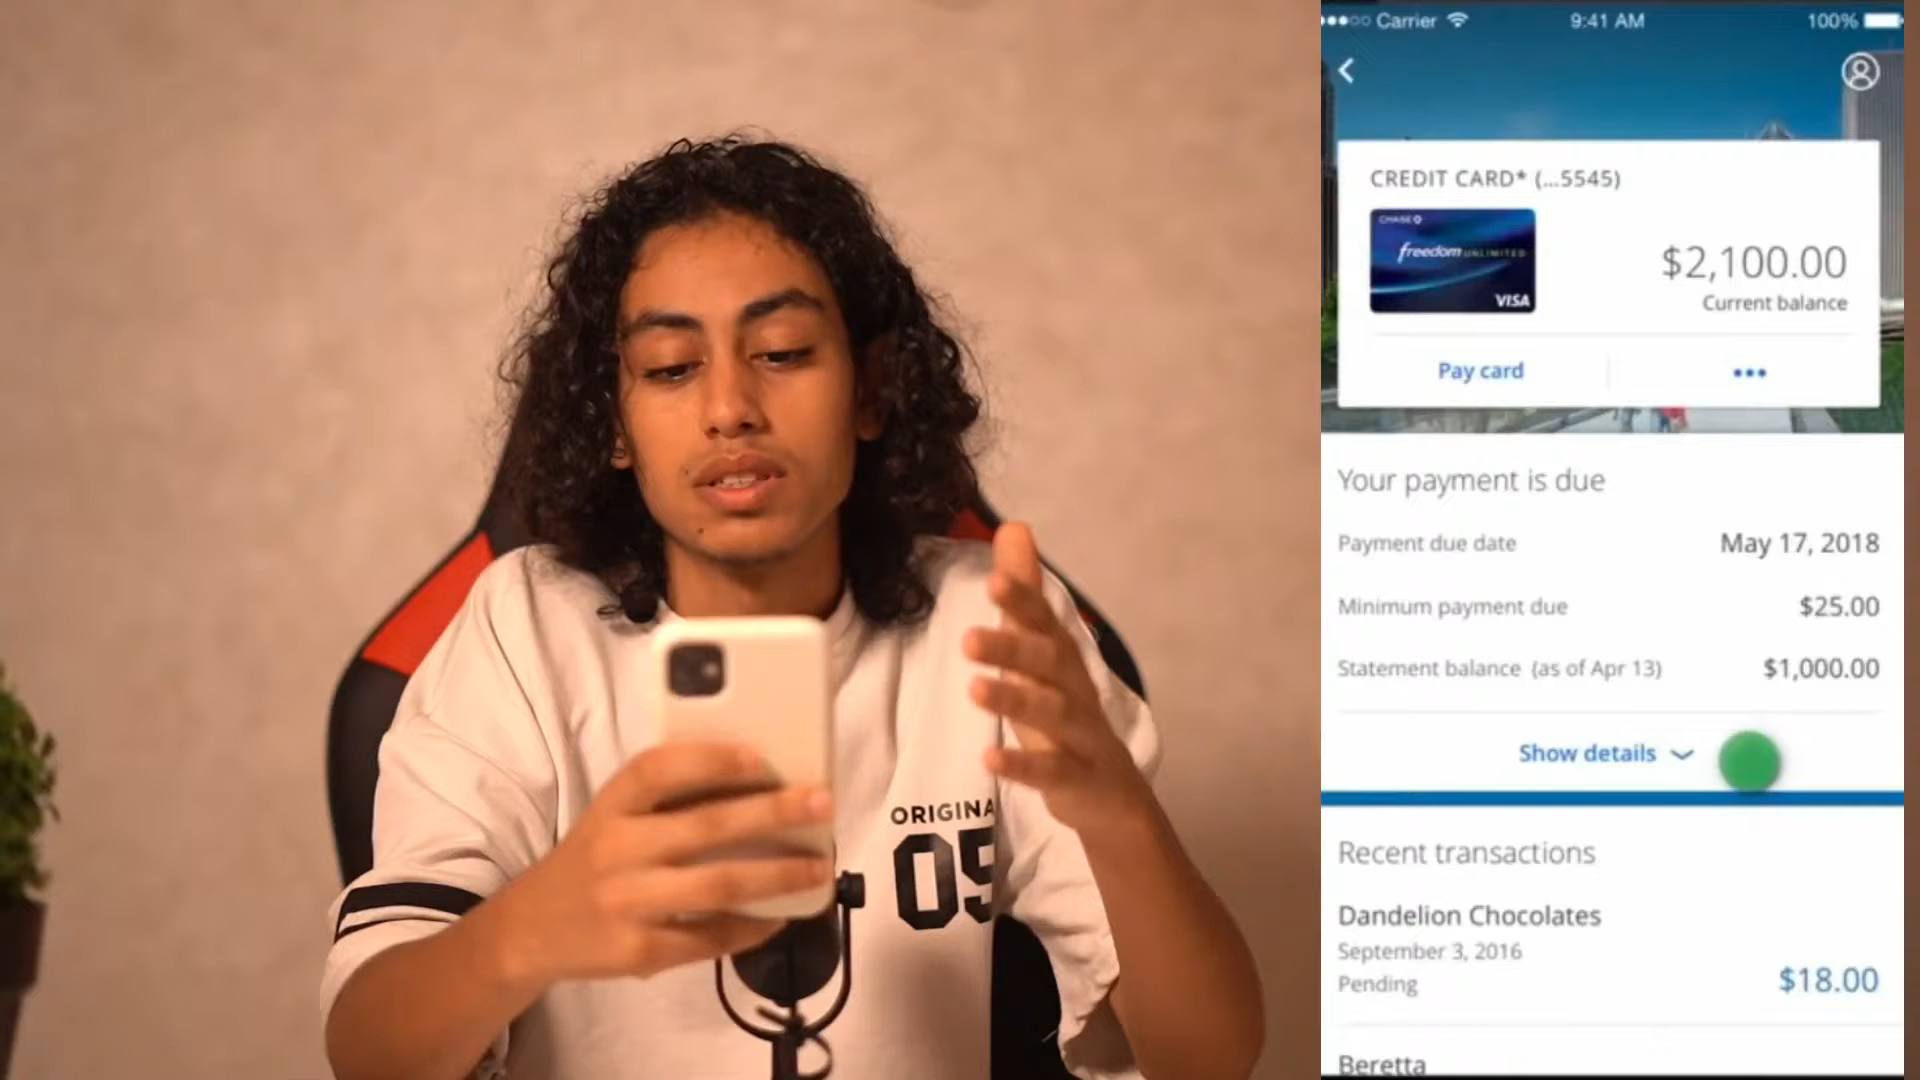 ORIGINA
05
Carrier
9:41 AM
100%
CREDIT CARD* (...5545)
CHASE
freedom UNLIMITED
VISA
$2,100.00
Current balance
Pay card
Your payment is due
Payment due date
May 17, 2018
Minimum payment due
$25.00
Statement balance (as of Apr 13)
$1,000.00
Show details
Recent transactions
Dandelion Chocolates
September 3, 2016
Pending
$18.00
Beretta